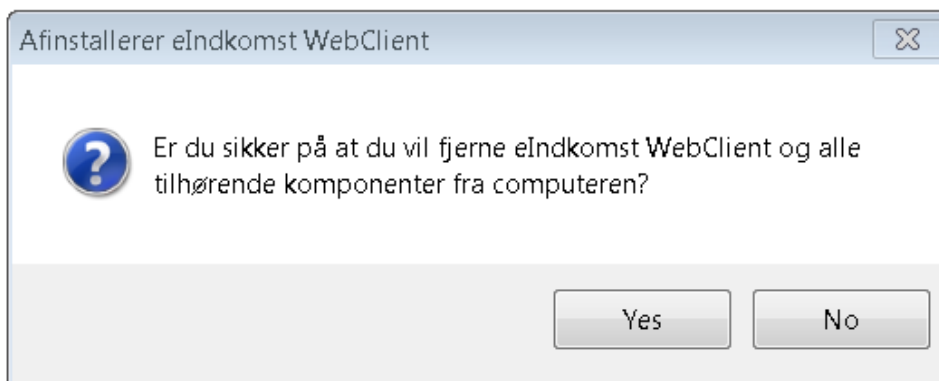 Afinstallerer eIndkomst WebClient
Er du sikker på at du vil fjerne eIndkomst WebClient og alle
tilhørende komponenter fra computeren?
Yes No